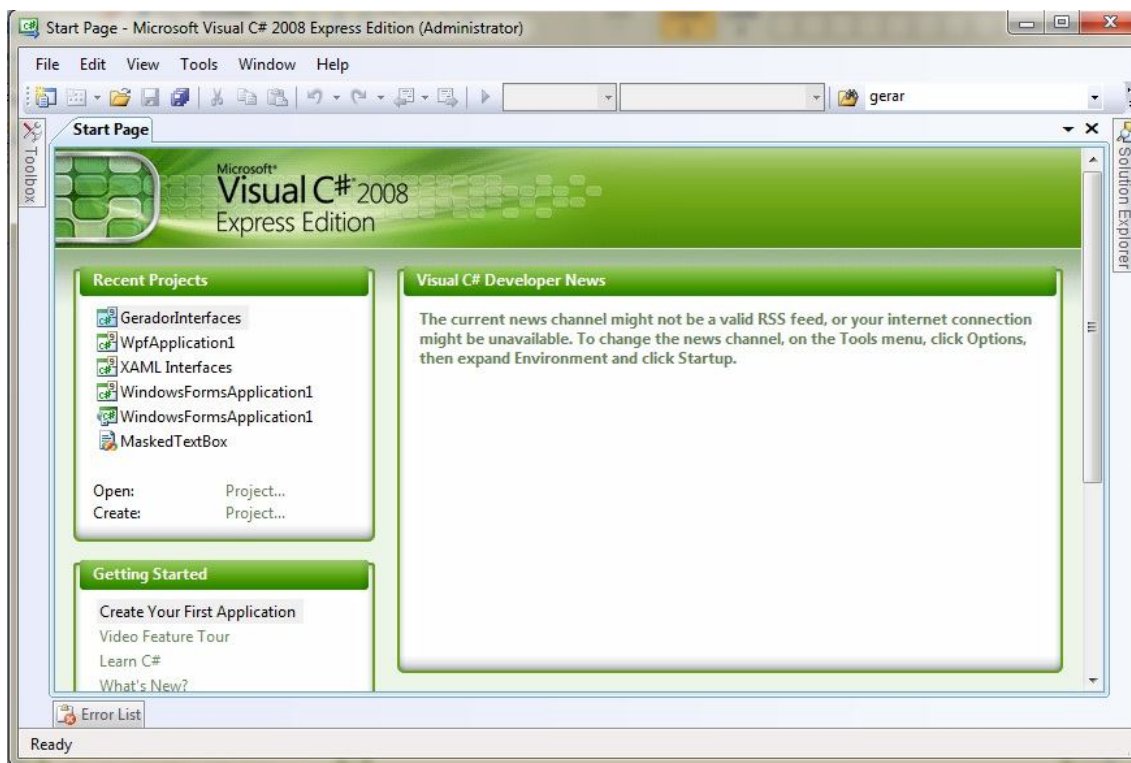 Start Page - Microsoft Visual C# 2008 Express Edition (Administrator)
File Edit View Tools Window Help
gerar
Toolbox
Start Page
Solution Explorer
Microsoft®
Visual C#® 2008
Express Edition
Recent Projects
GeradorInterfaces
WpfApplication1
XAML Interfaces
WindowsFormsApplication1
WindowsFormsApplication1
MaskedTextBox
Open: Project...
Create: Project...
Getting Started
Create Your First Application
Video Feature Tour
Learn C#
What's New?
Visual C# Developer News
The current news channel might not be a valid RSS feed, or your internet connection
might be unavailable. To change the news channel, on the Tools menu, click Options,
then expand Environment and click Startup.
Error List
Ready